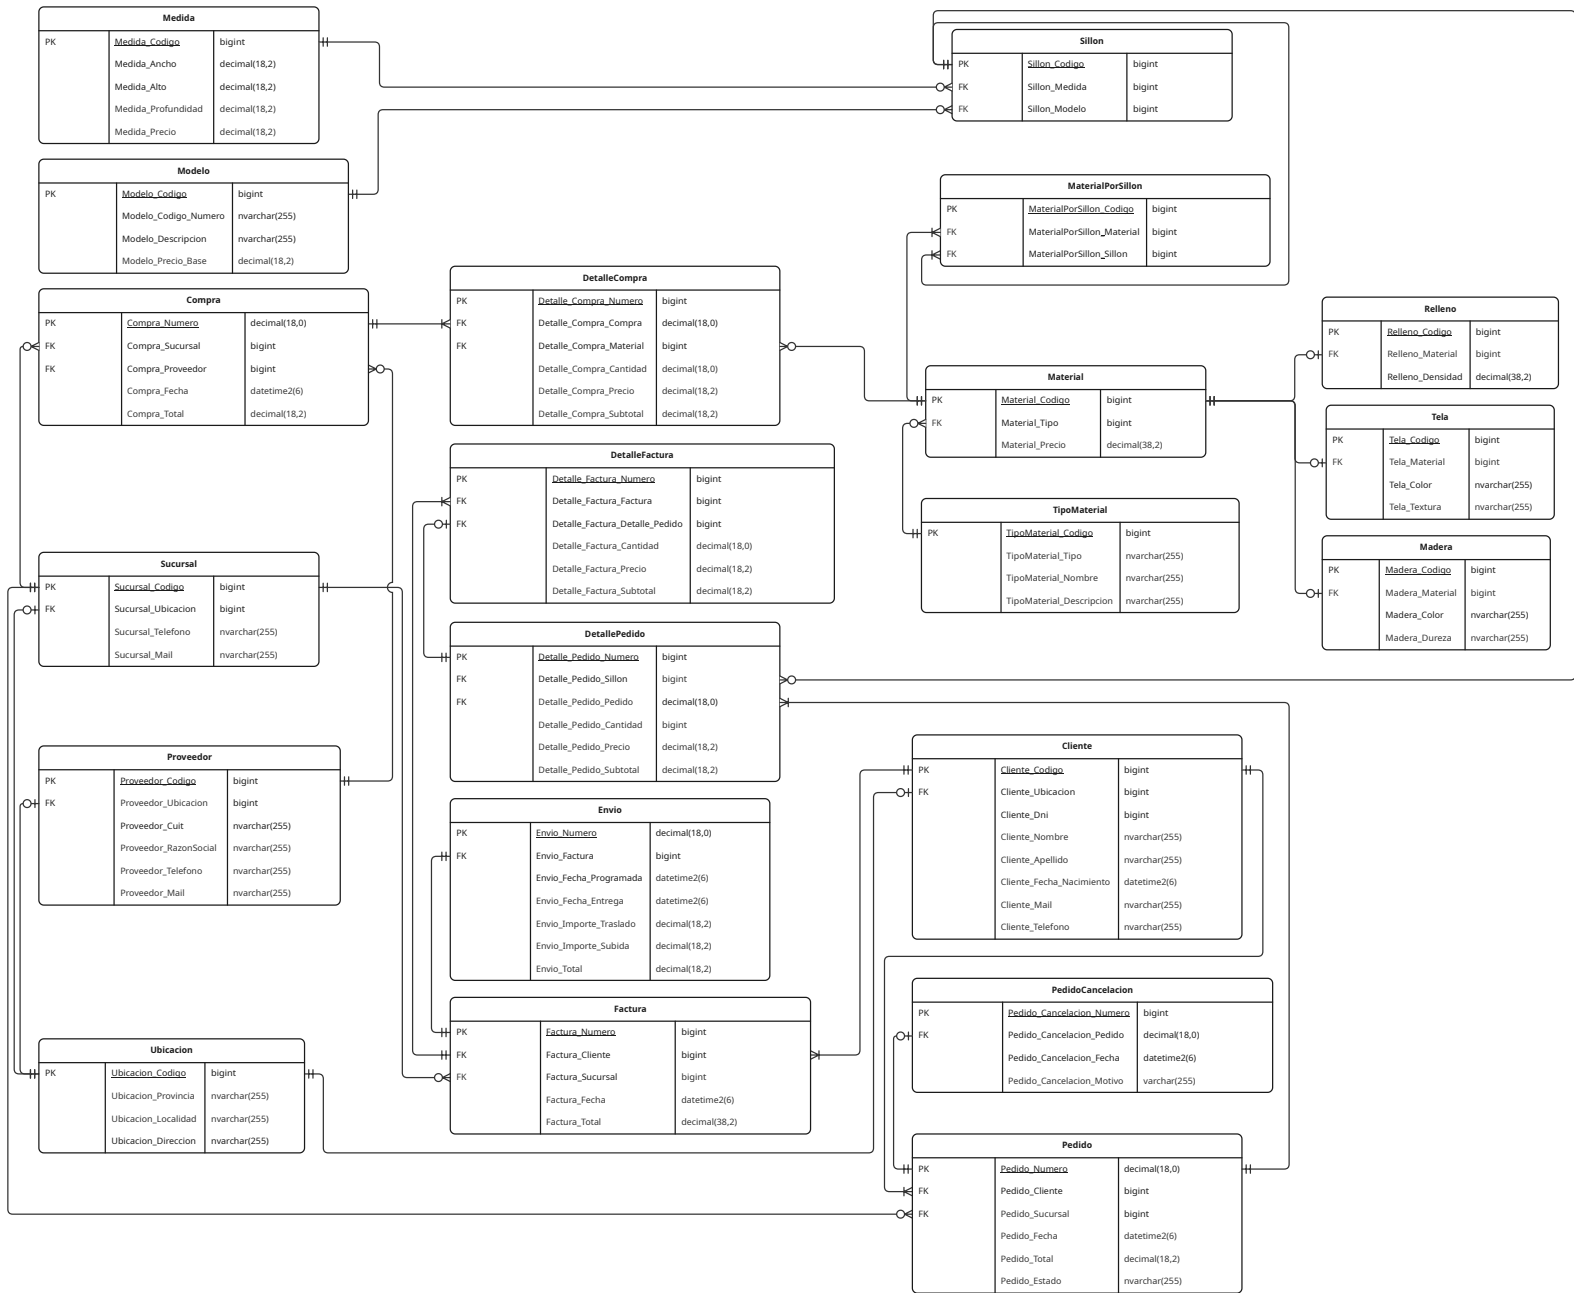 Medida
PK Medida_Codigo bigint
Medida_Ancho decimal(18,2)
Medida_Alto decimal(18,2)
Medida_Profundidad decimal(18,2)
Medida_Precio decimal(18,2)
Modelo
PK Modelo_Codigo bigint
Modelo_Codigo_Numero nvarchar(255)
Modelo_Descripcion nvarchar(255)
Modelo_Precio_Base decimal(18,2)
Compra
PK Compra_Numero decimal(18,0)
FK Compra_Sucursal bigint
FK Compra_Proveedor bigint
Compra_Fecha datetime2(6)
Compra_Total decimal(18,2)
Sucursal
PK Sucursal_Codigo bigint
FK Sucursal_Ubicacion bigint
Sucursal_Telefono nvarchar(255)
Sucursal_Mail nvarchar(255)
Proveedor
PK Proveedor_Codigo bigint
FK Proveedor_Ubicacion bigint
Proveedor_Cuit nvarchar(255)
Proveedor_RazonSocial nvarchar(255)
Proveedor_Telefono nvarchar(255)
Proveedor_Mail nvarchar(255)
Ubicacion
PK Ubicacion_Codigo bigint
Ubicacion_Provincia nvarchar(255)
Ubicacion_Localidad nvarchar(255)
Ubicacion_Direccion nvarchar(255)
DetalleCompra
PK Detalle_Compra_Numero bigint
FK Detalle_Compra_Compra decimal(18,0)
FK Detalle_Compra_Material bigint
Detalle_Compra_Cantidad decimal(18,0)
Detalle_Compra_Precio decimal(18,2)
Detalle_Compra_Subtotal decimal(18,2)
DetalleFactura
PK Detalle_Factura_Numero bigint
FK Detalle_Factura_Factura bigint
FK Detalle_Factura_Detalle_Pedido bigint
Detalle_Factura_Cantidad decimal(18,0)
Detalle_Factura_Precio decimal(18,2)
Detalle_Factura_Subtotal decimal(18,2)
DetallePedido
PK Detalle_Pedido_Numero bigint
FK Detalle_Pedido_Sillon bigint
FK Detalle_Pedido_Pedido decimal(18,0)
Detalle_Pedido_Cantidad bigint
Detalle_Pedido_Precio decimal(18,2)
Detalle_Pedido_Subtotal decimal(18,2)
Envio
PK Envio_Numero decimal(18,0)
FK Envio_Factura bigint
Envio_Fecha_Programada datetime2(6)
Envio_Fecha_Entrega datetime2(6)
Envio_Importe_Traslado decimal(18,2)
Envio_Importe_Subida decimal(18,2)
Envio_Total decimal(18,2)
Factura
PK Factura_Numero bigint
FK Factura_Cliente bigint
FK Factura_Sucursal bigint
Factura_Fecha datetime2(6)
Factura_Total decimal(38,2)
Sillon
PK Sillon_Codigo bigint
FK Sillon_Medida bigint
FK Sillon_Modelo bigint
MaterialPorSillon
PK MaterialPorSillon_Codigo bigint
FK MaterialPorSillon_Material bigint
FK MaterialPorSillon_Sillon bigint
Material
PK Material_Codigo bigint
FK Material_Tipo bigint
Material_Precio decimal(38,2)
TipoMaterial
PK TipoMaterial_Codigo bigint
TipoMaterial_Tipo nvarchar(255)
TipoMaterial_Nombre nvarchar(255)
TipoMaterial_Descripcion nvarchar(255)
Relleno
PK Relleno_Codigo bigint
FK Relleno_Material bigint
Relleno_Densidad decimal(38,2)
Tela
PK Tela_Codigo bigint
FK Tela_Material bigint
Tela_Color nvarchar(255)
Tela_Textura nvarchar(255)
Madera
PK Madera_Codigo bigint
FK Madera_Material bigint
Madera_Color nvarchar(255)
Madera_Dureza nvarchar(255)
Cliente
PK Cliente_Codigo bigint
FK Cliente_Ubicacion bigint
Cliente_Dni bigint
Cliente_Nombre nvarchar(255)
Cliente_Apellido nvarchar(255)
Cliente_Fecha_Nacimiento datetime2(6)
Cliente_Mail nvarchar(255)
Cliente_Telefono nvarchar(255)
PedidoCancelacion
PK Pedido_Cancelacion_Numero bigint
FK Pedido_Cancelacion_Pedido decimal(18,0)
Pedido_Cancelacion_Fecha datetime2(6)
Pedido_Cancelacion_Motivo varchar(255)
Pedido
PK Pedido_Numero decimal(18,0)
FK Pedido_Cliente bigint
FK Pedido_Sucursal bigint
Pedido_Fecha datetime2(6)
Pedido_Total decimal(18,2)
Pedido_Estado nvarchar(255)